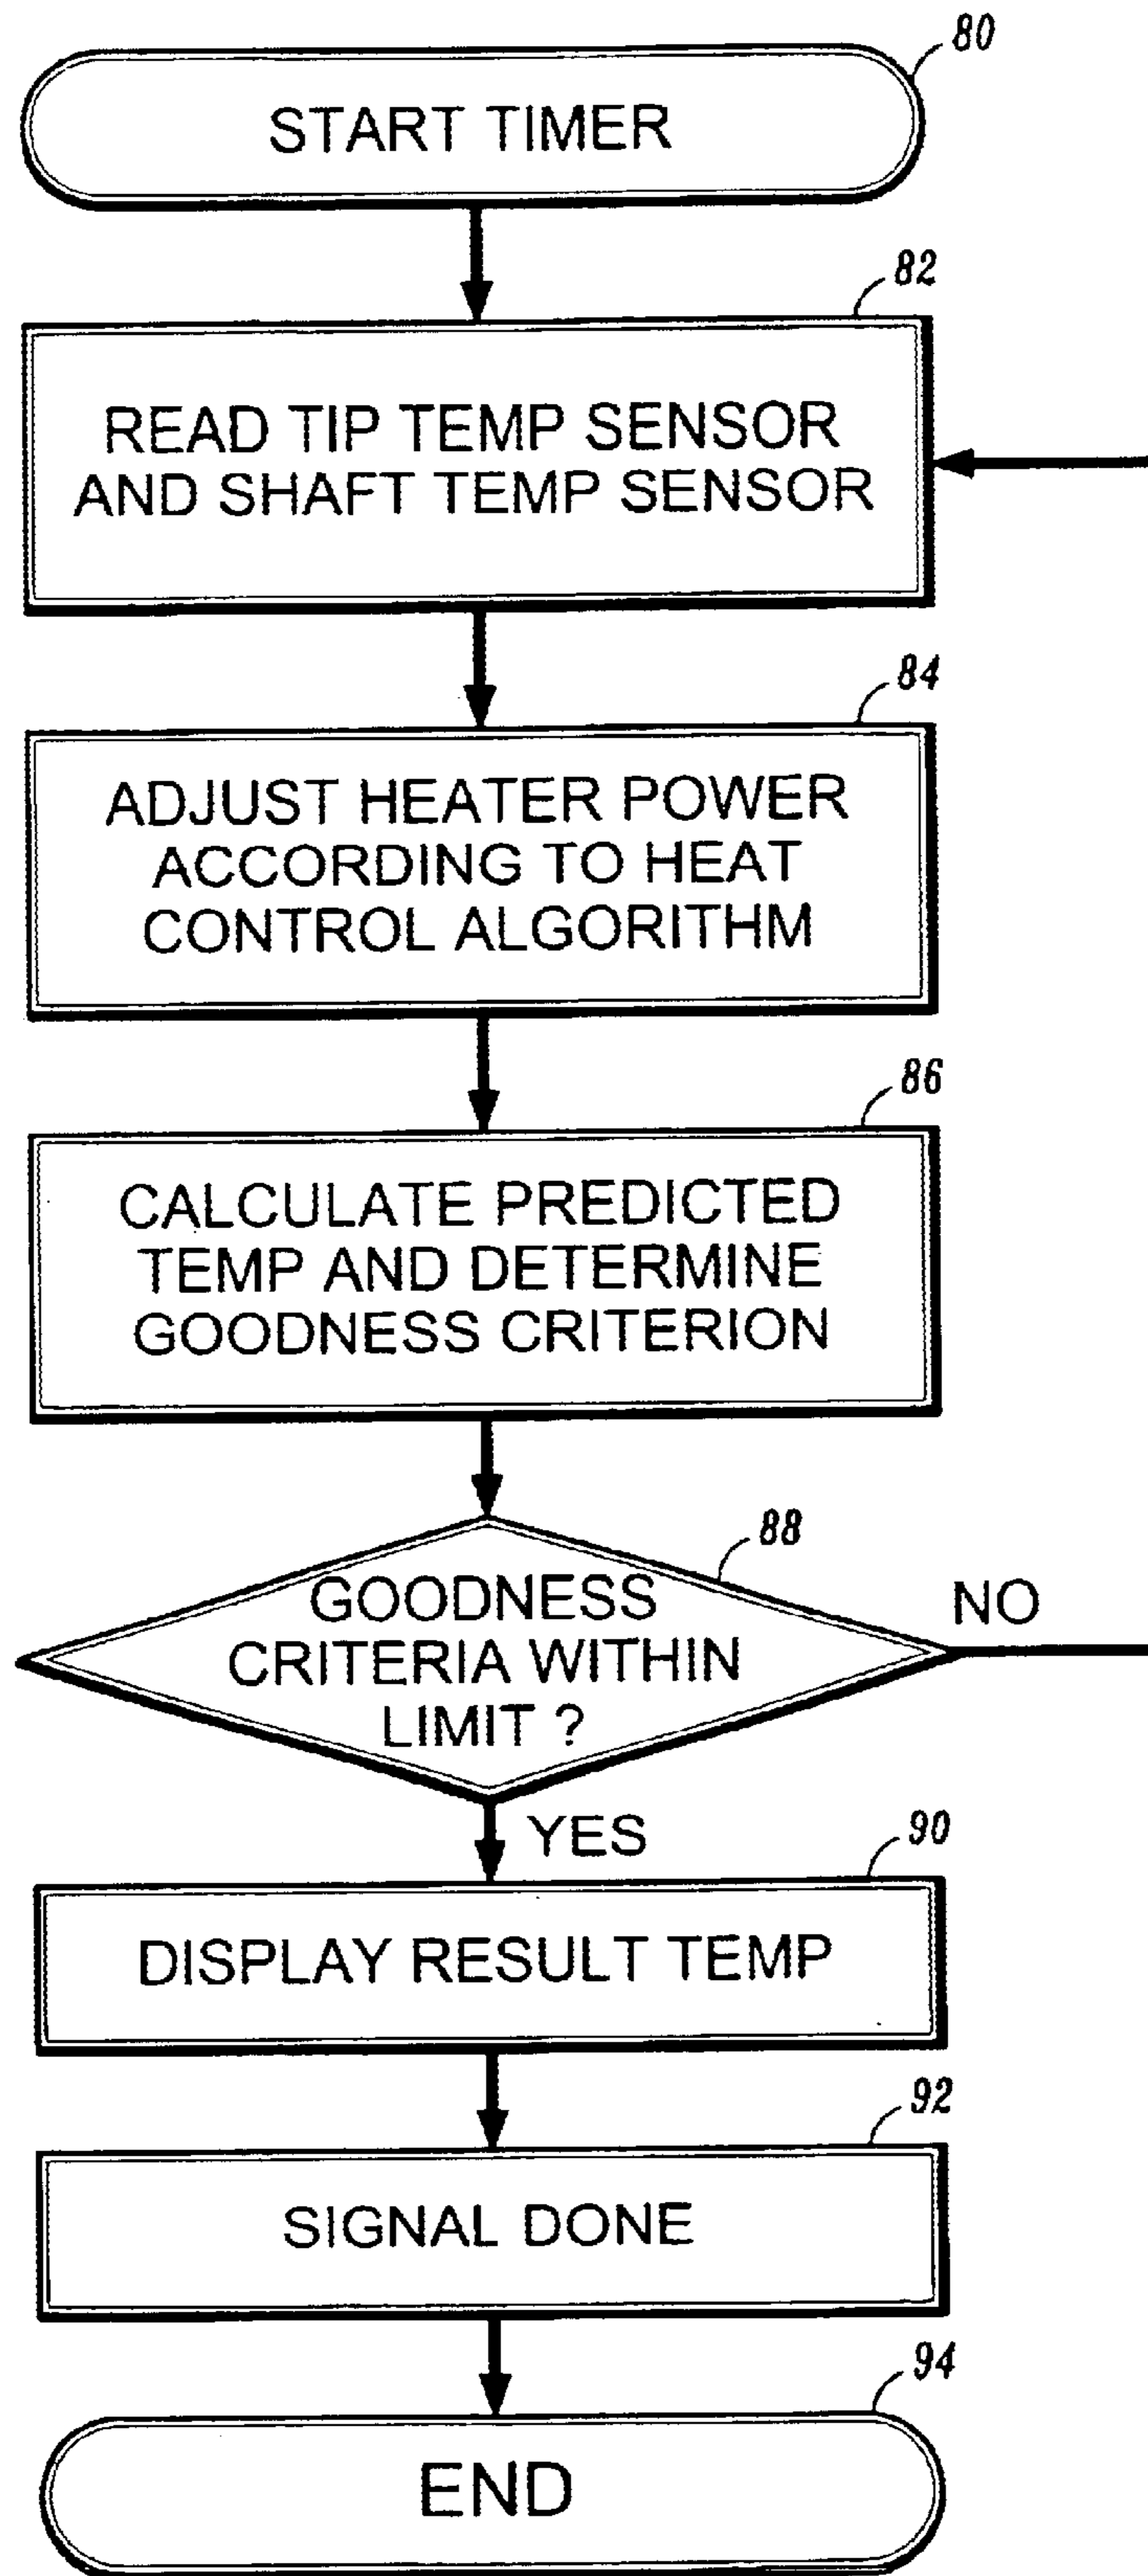 80
START TIMER
82
READ TIP TEMP SENSOR
AND SHAFT TEMP SENSOR
84
ADJUST HEATER POWER
ACCORDING TO HEAT
CONTROL ALGORITHM
86
CALCULATE PREDICTED
TEMP AND DETERMINE
GOODNESS CRITERION
88
GOODNESS
CRITERIA WITHIN
LIMIT ?
NO
YES
90
DISPLAY RESULT TEMP
92
SIGNAL DONE
94
END